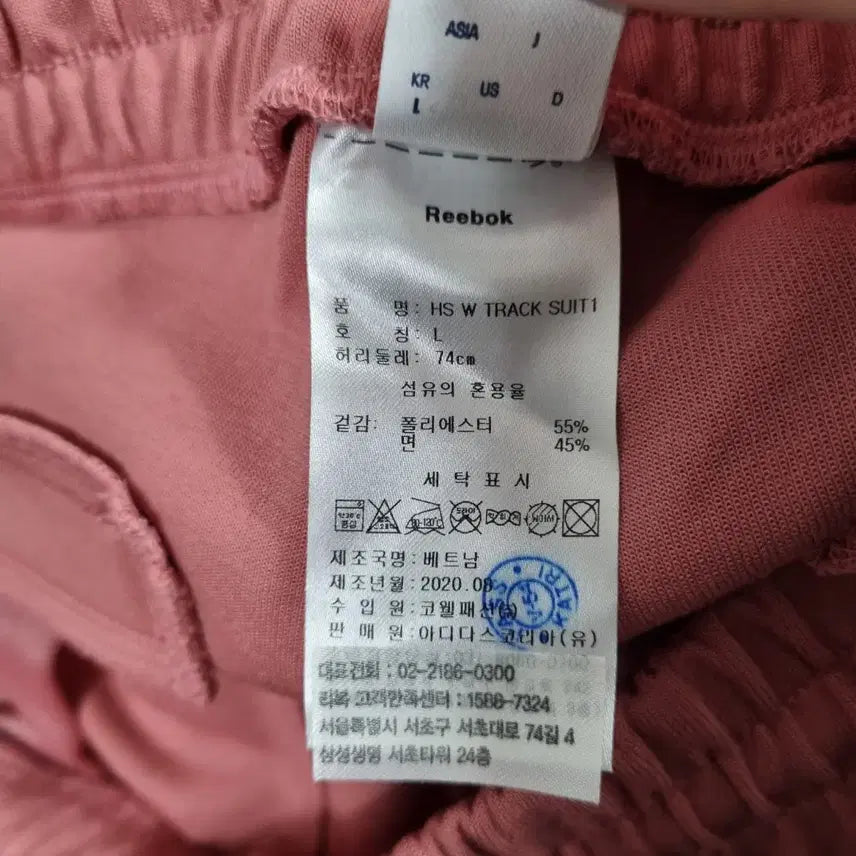 ASIA J
KR US D
L
Reebok
품 명: HS W TRACK SUIT1
호 칭: L
허리둘레: 74cm
섬유의 혼용율
겉감: 폴리에스터 55%
면 45%
세 탁 표 시
드라이
제조국명: 베트남
제조년월: 2020.08
수 입 원: 코웰패션(주)
판 매 원: 아디다스코리아(유)
대표전화 : 02-2186-0300
리복 고객만족센터 : 1588-7324
서울특별시 서초구 서초대로 74길 4
삼성생명 서초타워 24층